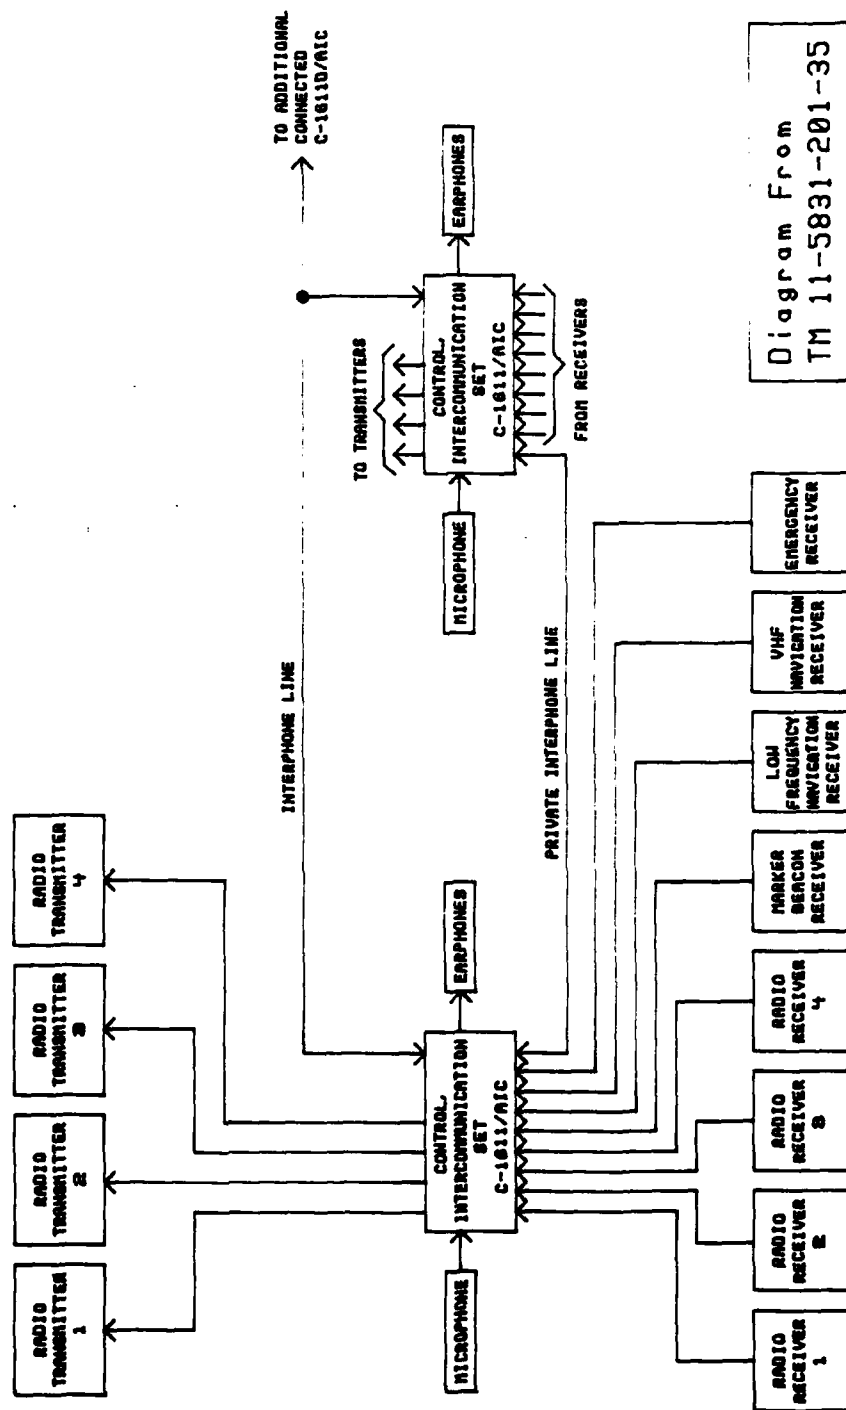 RADIO
TRANSMITTER
1
RADIO
TRANSMITTER
2
RADIO
TRANSMITTER
3
RADIO
TRANSMITTER
4
INTERPHONE LINE
TO ADDITIONAL
CONNECTED
C-1611D/AIC
TO TRANSMITTERS
MICROPHONE
CONTROL,
INTERCOMMUNICATION
SET
C-1611/AIC
EARPHONES
MICROPHONE
CONTROL,
INTERCOMMUNICATION
SET
C-1611/AIC
EARPHONES
PRIVATE INTERPHONE LINE
FROM RECEIVERS
RADIO
RECEIVER
1
RADIO
RECEIVER
2
RADIO
RECEIVER
3
RADIO
RECEIVER
4
MARKER
BEACON
RECEIVER
LOW
FREQUENCY
NAVIGATION
RECEIVER
VHF
NAVIGATION
RECEIVER
EMERGENCY
RECEIVER
Diagram From
TM 11-5831-201-35